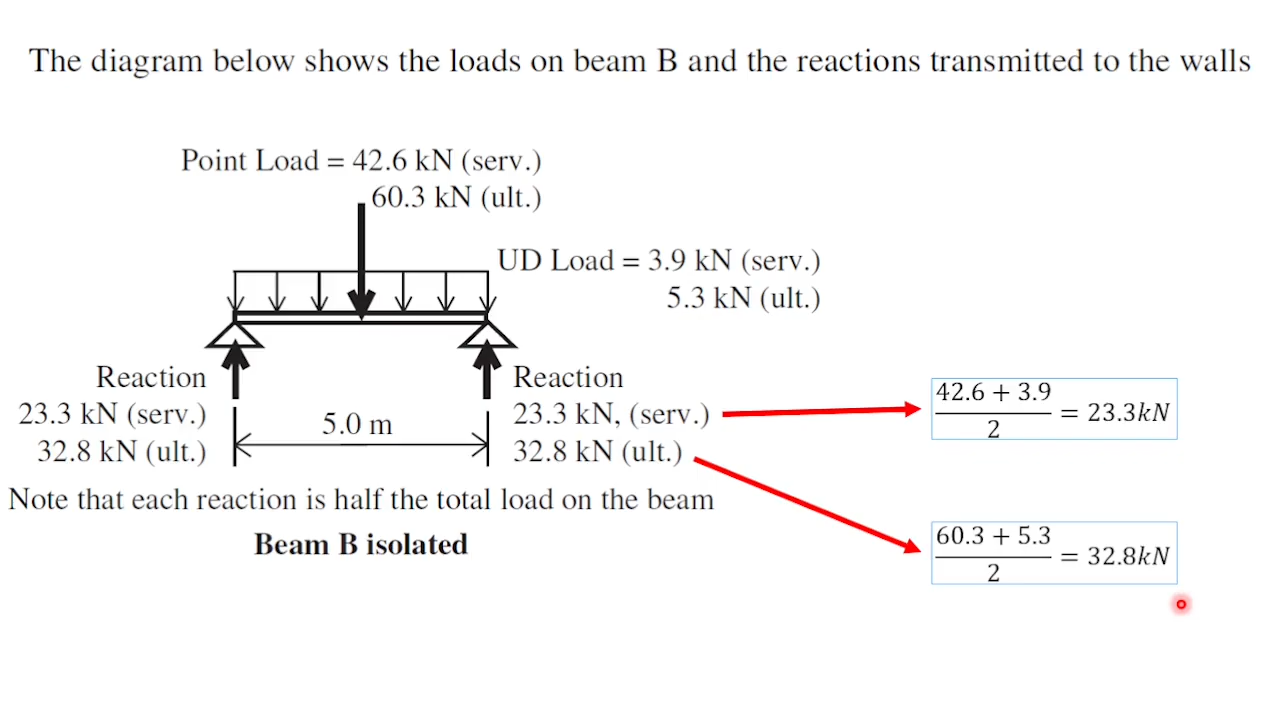 The diagram below shows the loads on beam B and the reactions transmitted to the walls
Point Load = 42.6 kN (serv.)
60.3 kN (ult.)
UD Load = 3.9 kN (serv.)
5.3 kN (ult.)
Reaction
23.3 kN (serv.)
32.8 kN (ult.)
5.0 m
Reaction
23.3 kN, (serv.)
32.8 kN (ult.)
42.6 + 3.9
2
= 23.3kN
60.3 + 5.3
2
= 32.8kN
Note that each reaction is half the total load on the beam
Beam B isolated